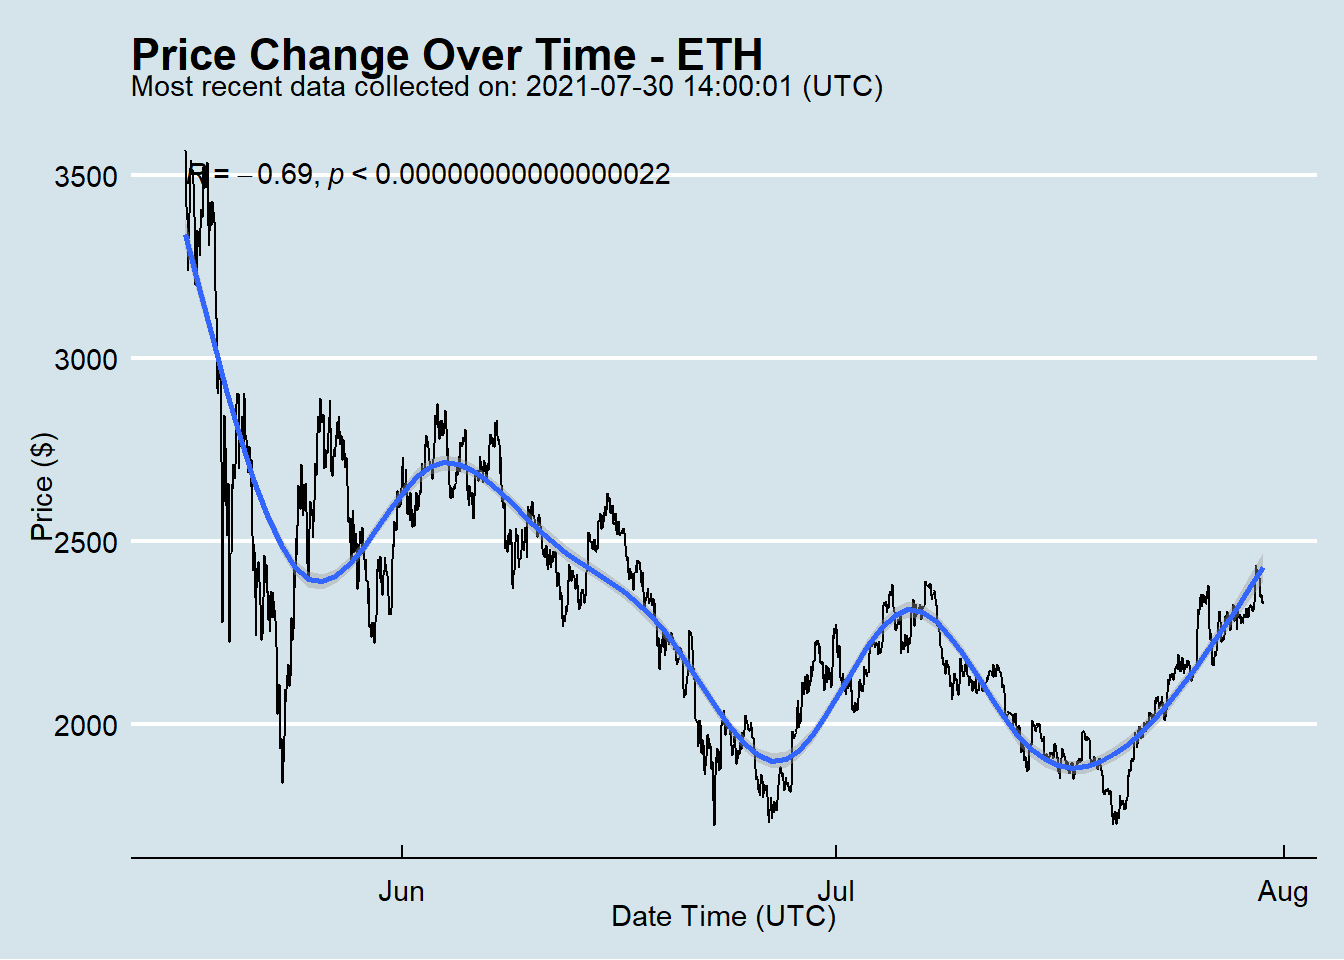 Price Change Over Time - ETH
Most recent data collected on: 2021-07-30 14:00:01 (UTC)
R = −0.69, p < 0.00000000000000022
3500
3000
2500
2000
Price ($)
Jun
Jul
Aug
Date Time (UTC)